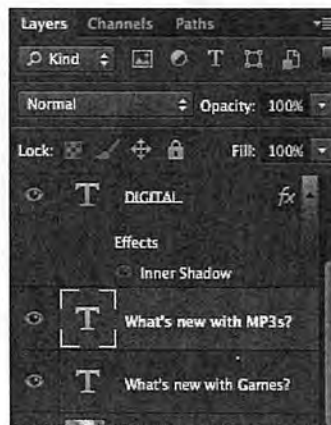 Layers Channels Paths
Kind
Normal Opacity: 100%
Lock: Fill: 100%
T DIGITAL fx
Effects
Inner Shadow
T What's new with MP3s?
T What's new with Games?